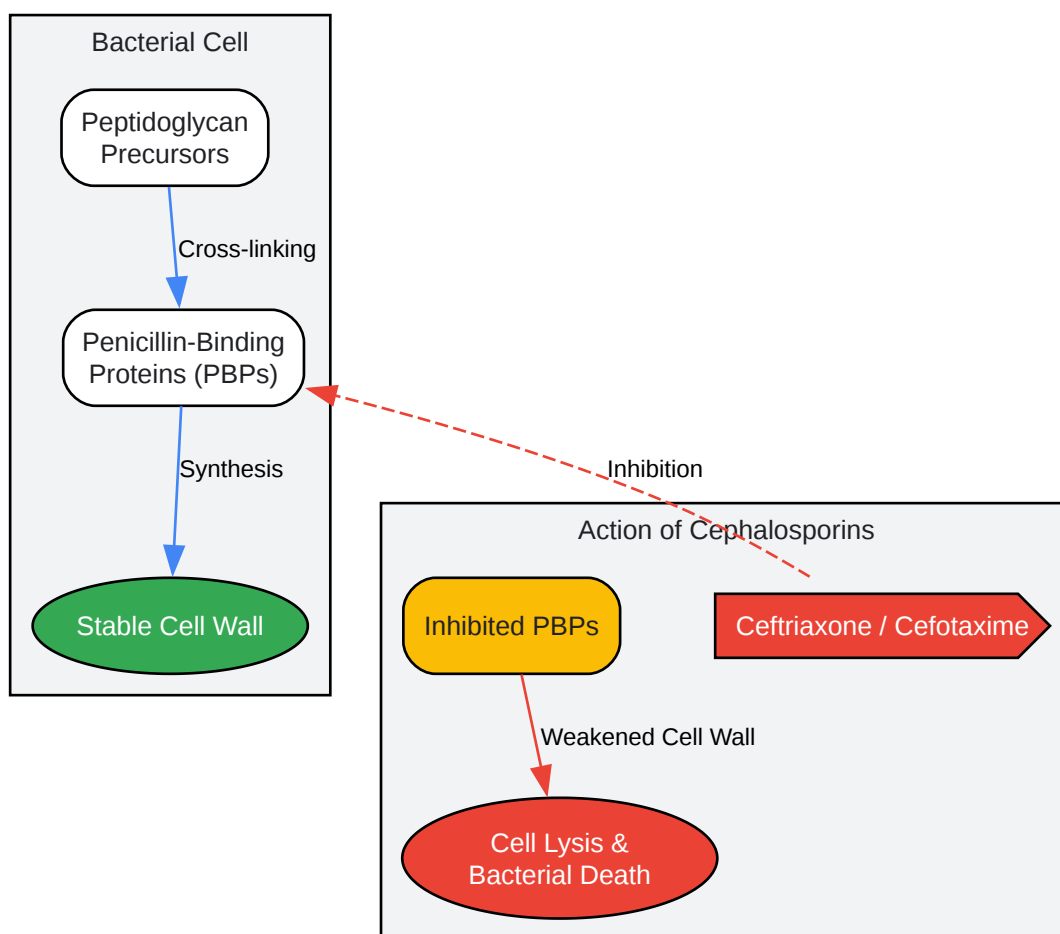 Bacterial Cell
Peptidoglycan
Precursors
Cross-linking
Penicillin-Binding
Proteins (PBPs)
Synthesis
Stable Cell Wall
Inhibition
Action of Cephalosporins
Inhibited PBPs
Ceftriaxone / Cefotaxime
Weakened Cell Wall
Cell Lysis &
Bacterial Death